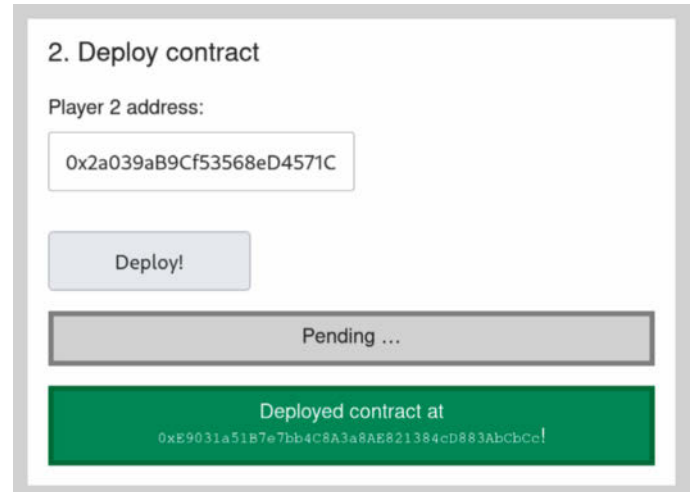 2. Deploy contract
Player 2 address:
0x2a039aB9Cf53568eD4571C
Deploy!
Pending …
Deployed contract at
0xE9031a51B7e7bb4C8A3a8AE821384cD883AbCbCc!